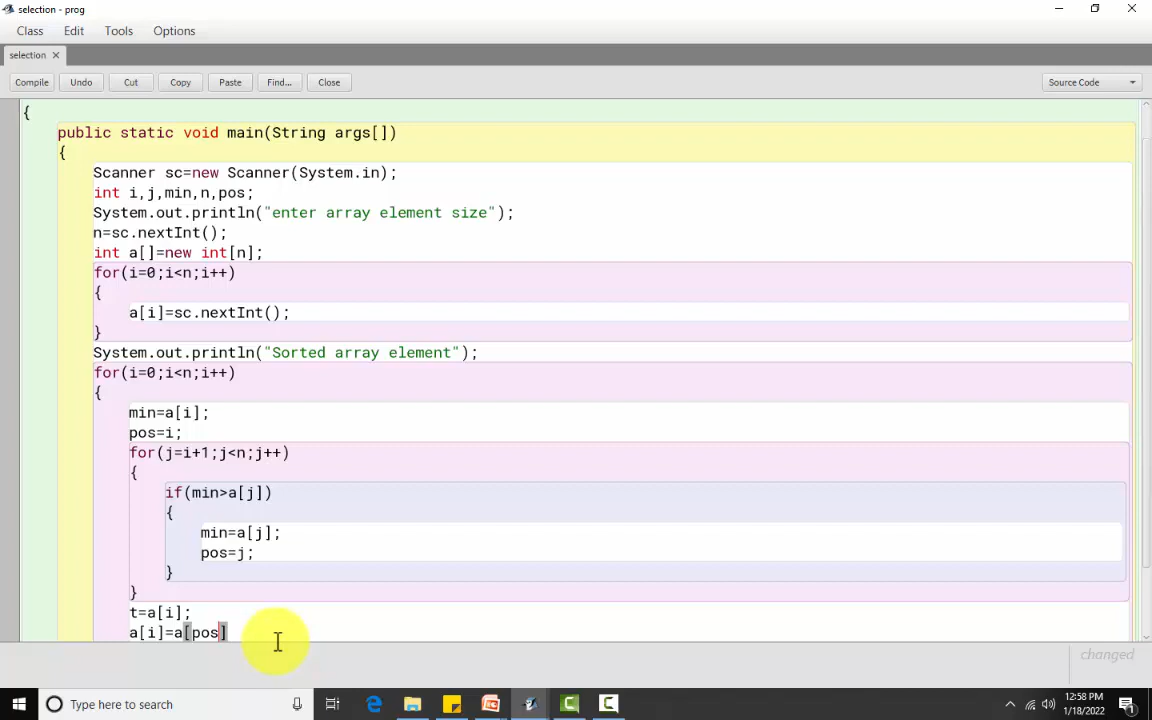 selection - prog
Class Edit Tools Options
selection ×
Compile Undo Cut Copy Paste Find... Close Source Code
{
public static void main(String args[])
{
Scanner sc=new Scanner(System.in);
int i,j,min,n,pos;
System.out.println("enter array element size");
n=sc.nextInt();
int a[]=new int[n];
for(i=0;i<n;i++)
{
a[i]=sc.nextInt();
}
System.out.println("Sorted array element");
for(i=0;i<n;i++)
{
min=a[i];
pos=i;
for(j=i+1;j<n;j++)
{
if(min>a[j])
{
min=a[j];
pos=j;
}
}
t=a[i];
a[i]=a[pos]
changed
Type here to search
12:58 PM
1/18/2022
1